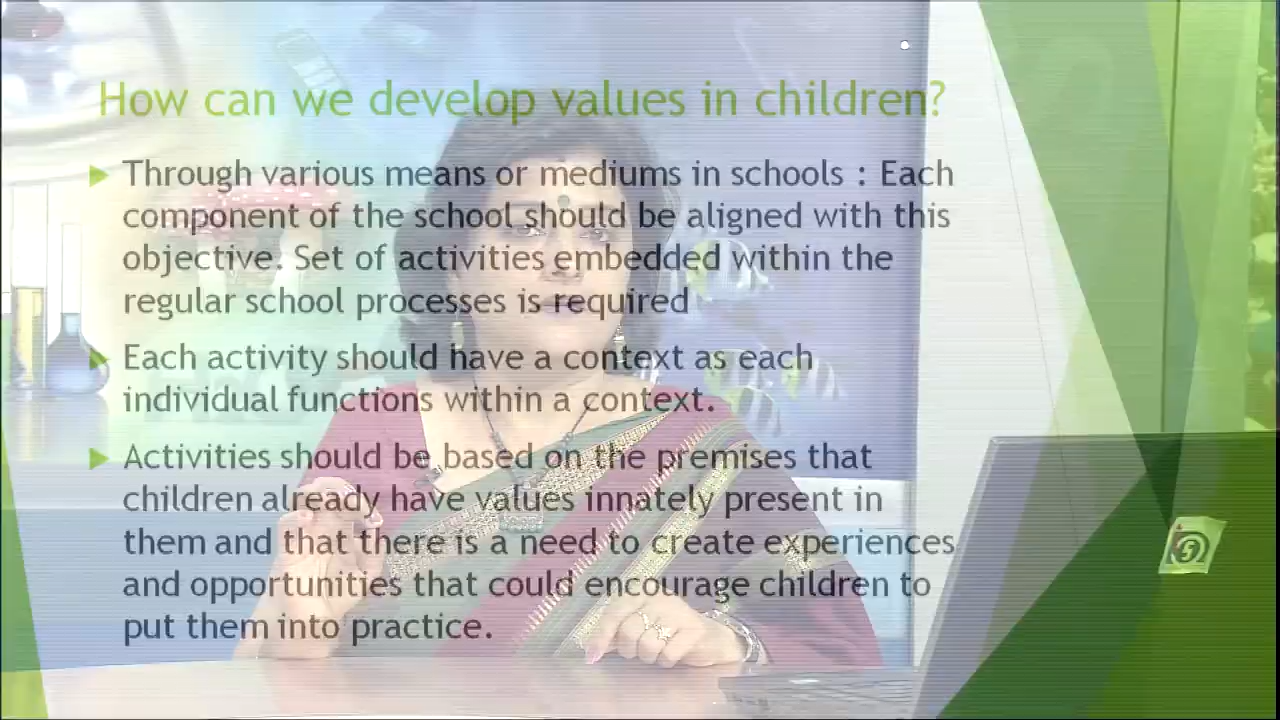 How can we develop values in children?
Through various means or mediums in schools : Each
component of the school should be aligned with this
objective. Set of activities embedded within the
regular school processes is required
Each activity should have a context as each
individual functions within a context.
Activities should be based on the premises that
children already have values innately present in
them and that there is a need to create experiences
and opportunities that could encourage children to
put them into practice.
5